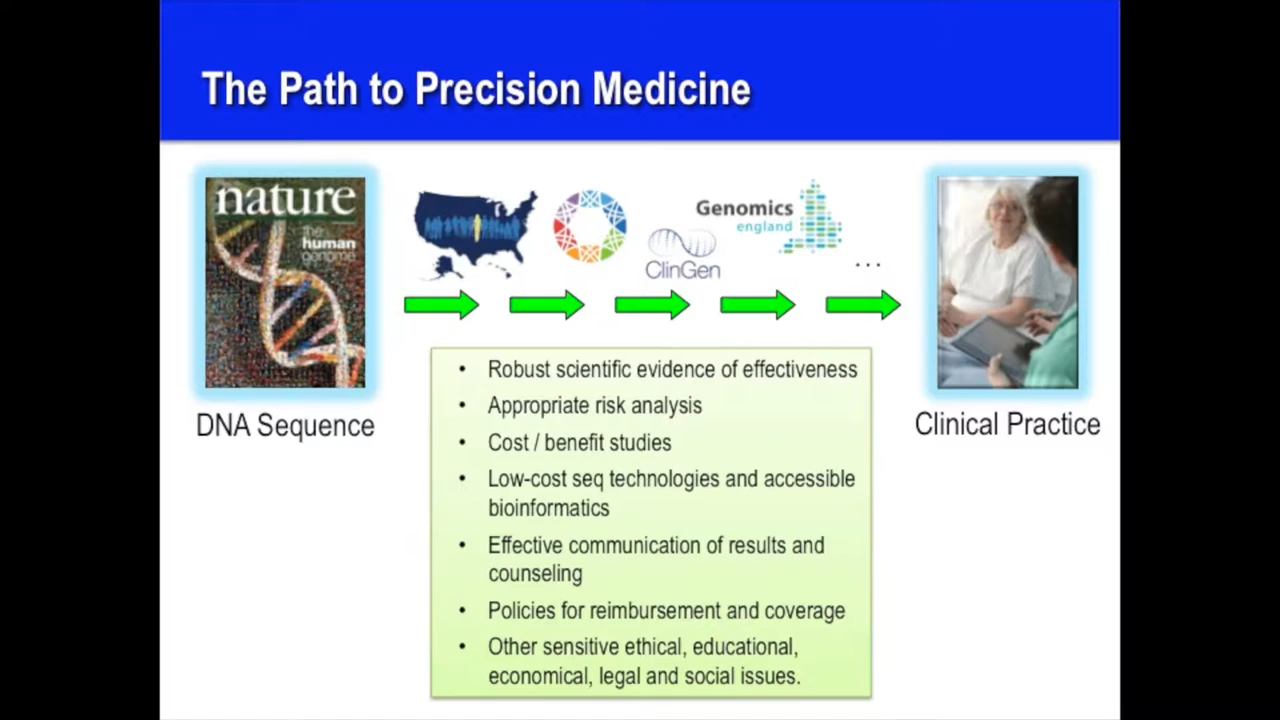 The Path to Precision Medicine
nature
the
human
genome
Genomics
england
ClinGen
...
DNA Sequence
Clinical Practice
• Robust scientific evidence of effectiveness
• Appropriate risk analysis
• Cost / benefit studies
• Low-cost seq technologies and accessible
bioinformatics
• Effective communication of results and
counseling
• Policies for reimbursement and coverage
• Other sensitive ethical, educational,
economical, legal and social issues.